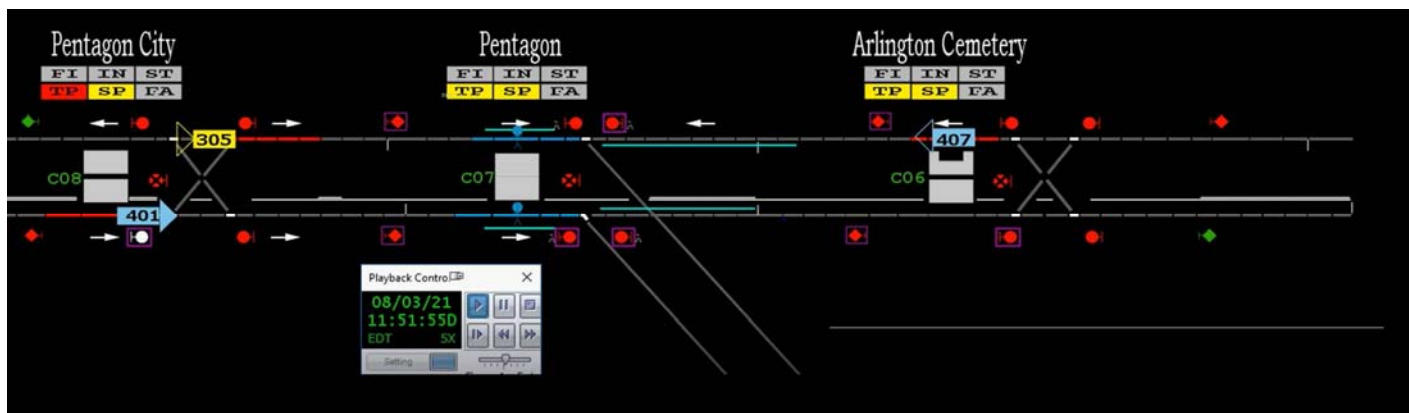 Pentagon City
FI IN ST
TP SP FA
Pentagon
FI IN ST
TP SP FA
Arlington Cemetery
FI IN ST
TP SP FA
305
407
C08
C07
C06
401
Playback Contro
08/03/21
11:51:55D
EDT 5X
Setting